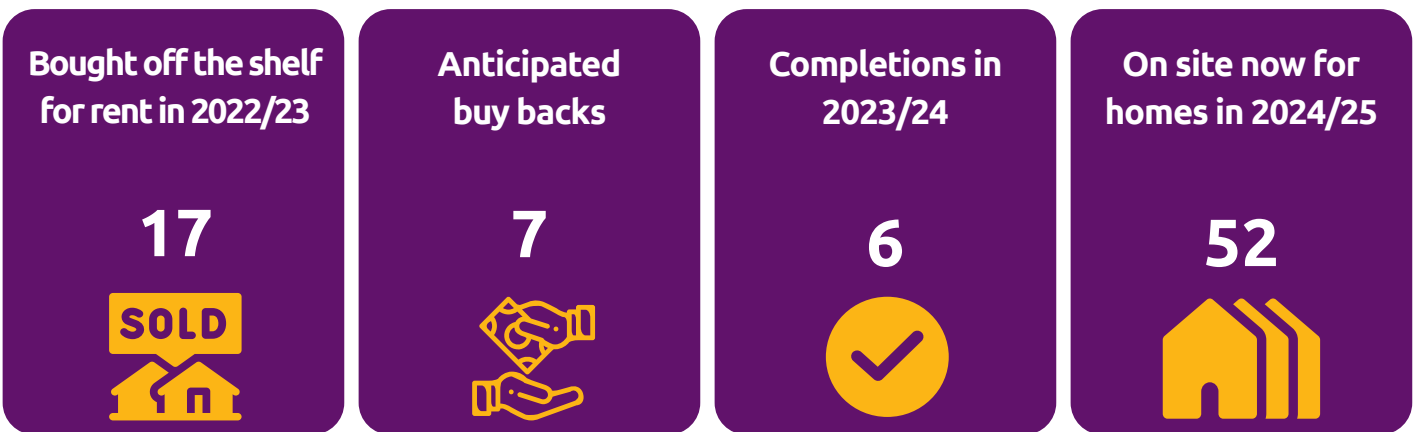 Bought off the shelf
for rent in 2022/23
17
SOLD
Anticipated
buy backs
7
Completions in
2023/24
6
On site now for
homes in 2024/25
52